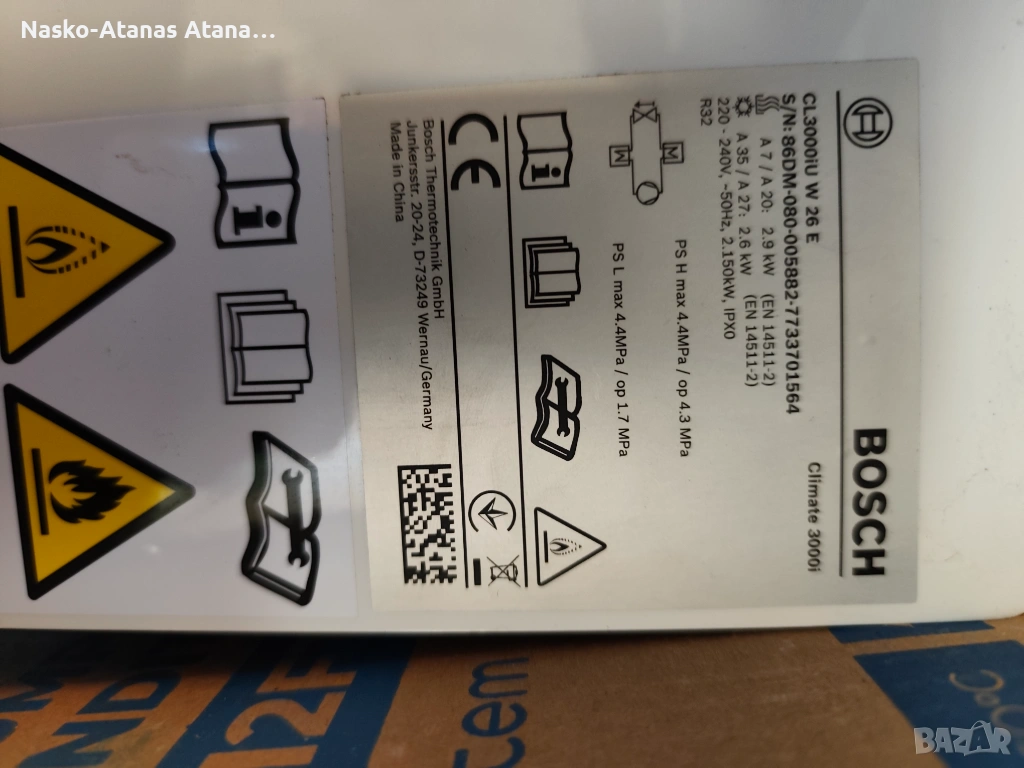 Nasko-Atanas Atana...
BOSCH
Climate 3000i
CL3000iU W 26 E
S/N: 86DM-080-005882-7733701564
A 7 / A 20: 2.9 kW (EN 14511-2)
A 35 / A 27: 2.6 kW (EN 14511-2)
220 - 240V, ~50Hz, 2.150kW, IPX0
R32
M
W
PS H max 4.4MPa / op 4.3 MPa
PS L max 4.4MPa / op 1.7 MPa
CE
Bosch Thermotechnik GmbH
Junkersstr. 20-24, D-73249 Wernau/Germany
Made in China
BAZAR